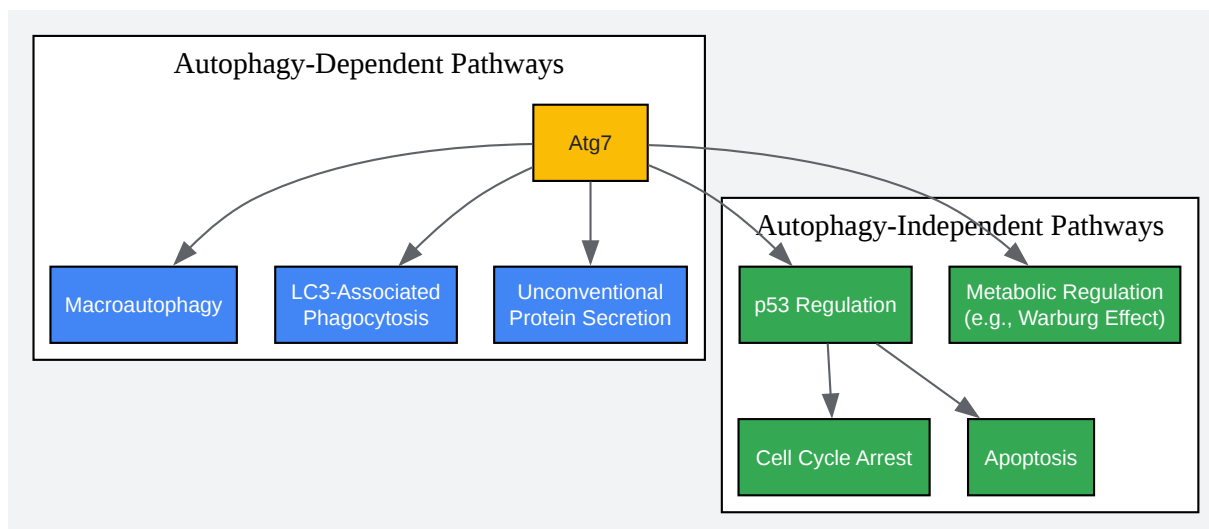 Autophagy-Dependent Pathways
Atg7
Autophagy-Independent Pathways
Macroautophagy
LC3-Associated
Phagocytosis
Unconventional
Protein Secretion
p53 Regulation
Metabolic Regulation
(e.g., Warburg Effect)
Cell Cycle Arrest
Apoptosis